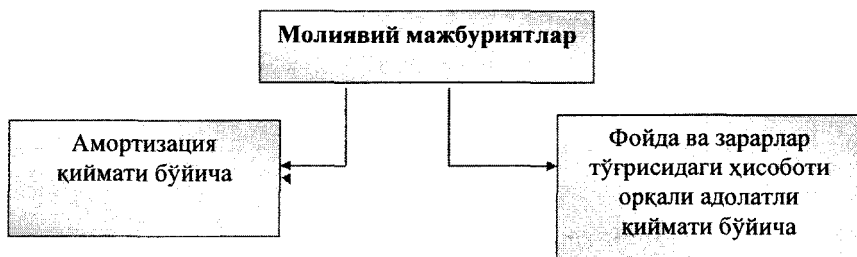 Молиявий мажбуриятлар
Амортизация
қиймати бўйича
Фойда ва зарарлар
тўғрисидаги ҳисоботи
орқали адолатли
қиймати бўйича